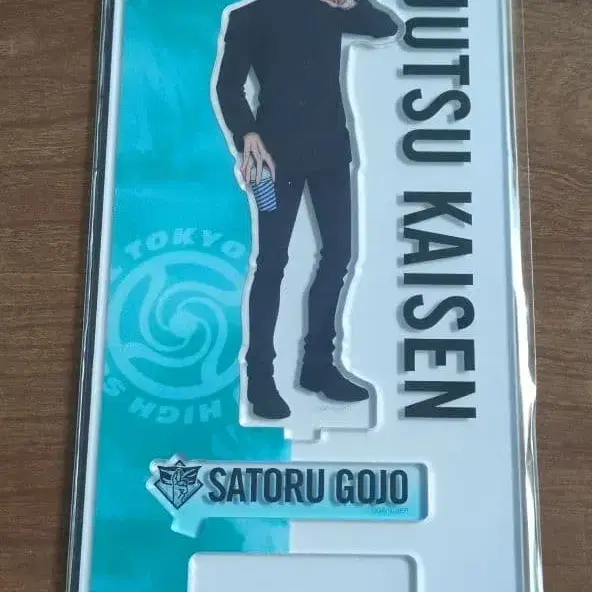 JUTSU KAISEN
TOKYO
HIGH
SATORU GOJO